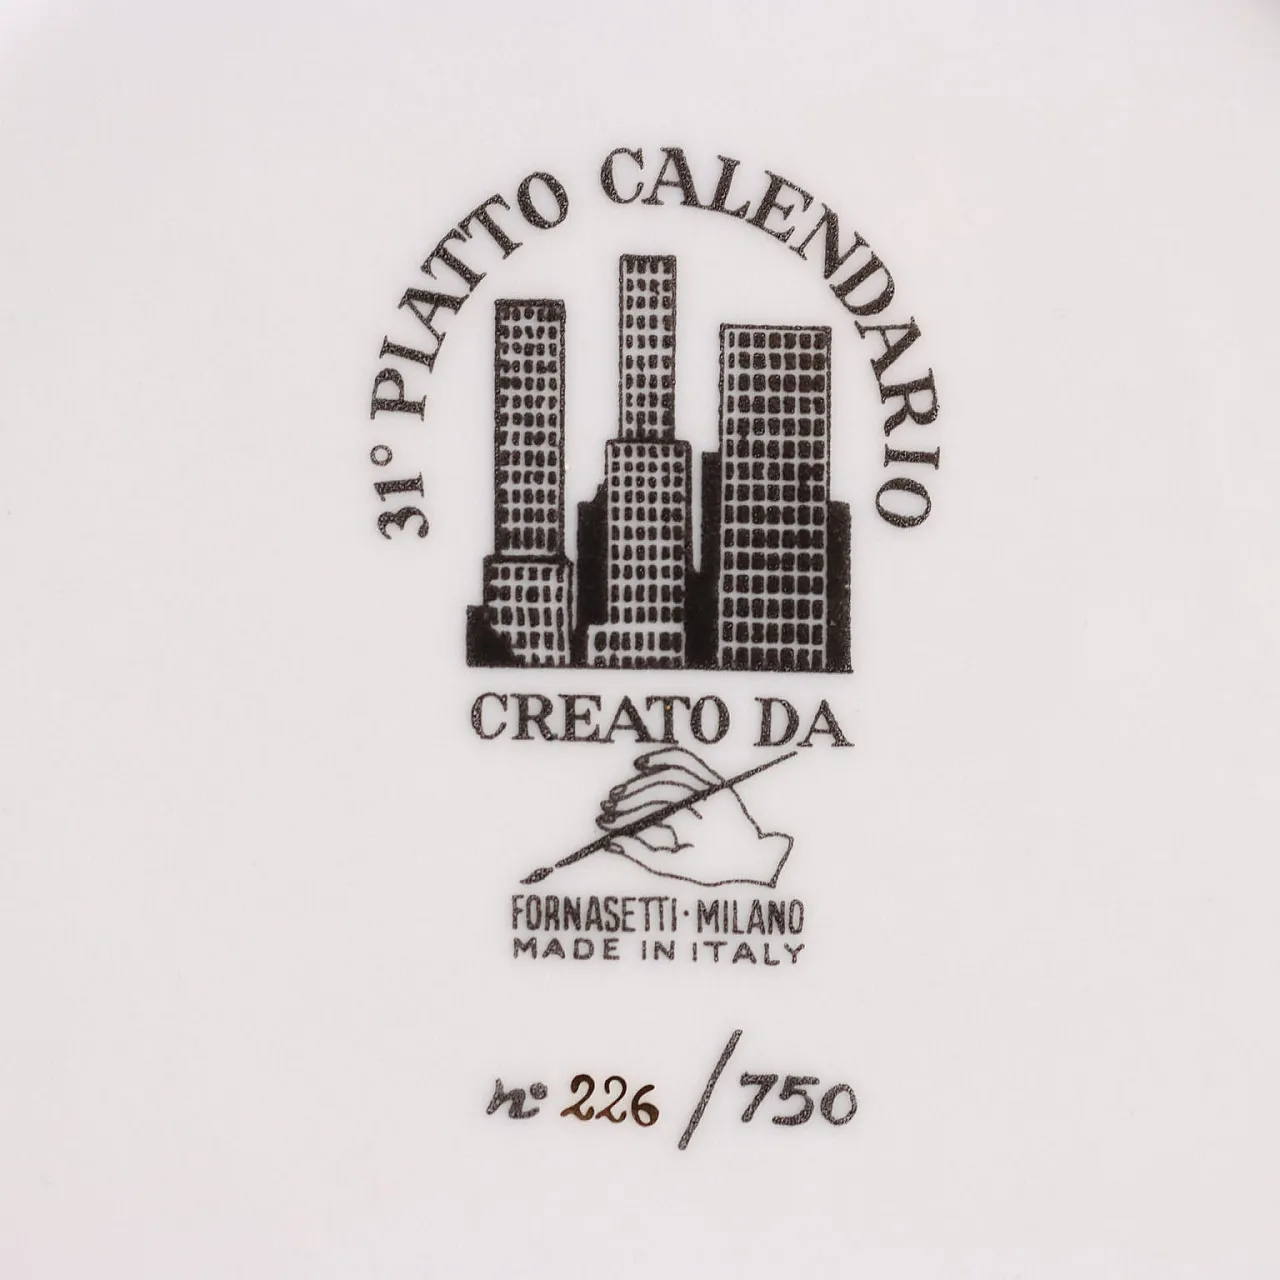 31° PIATTO CALENDARIO
CREATO DA
FORNASETTI·MILANO
MADE IN ITALY
n° 226/750